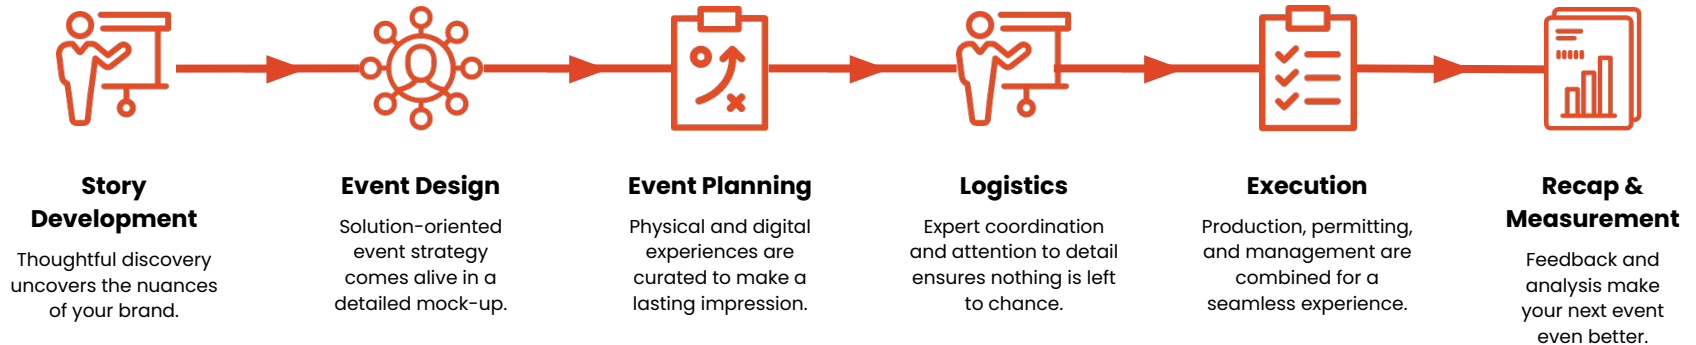 Story
Development
Thoughtful discovery
uncovers the nuances
of your brand.
Event Design
Solution-oriented
event strategy
comes alive in a
detailed mock-up.
Event Planning
Physical and digital
experiences are
curated to make a
lasting impression.
Logistics
Expert coordination
and attention to detail
ensures nothing is left
to chance.
Execution
Production, permitting,
and management are
combined for a
seamless experience.
Recap &
Measurement
Feedback and
analysis make
your next event
even better.